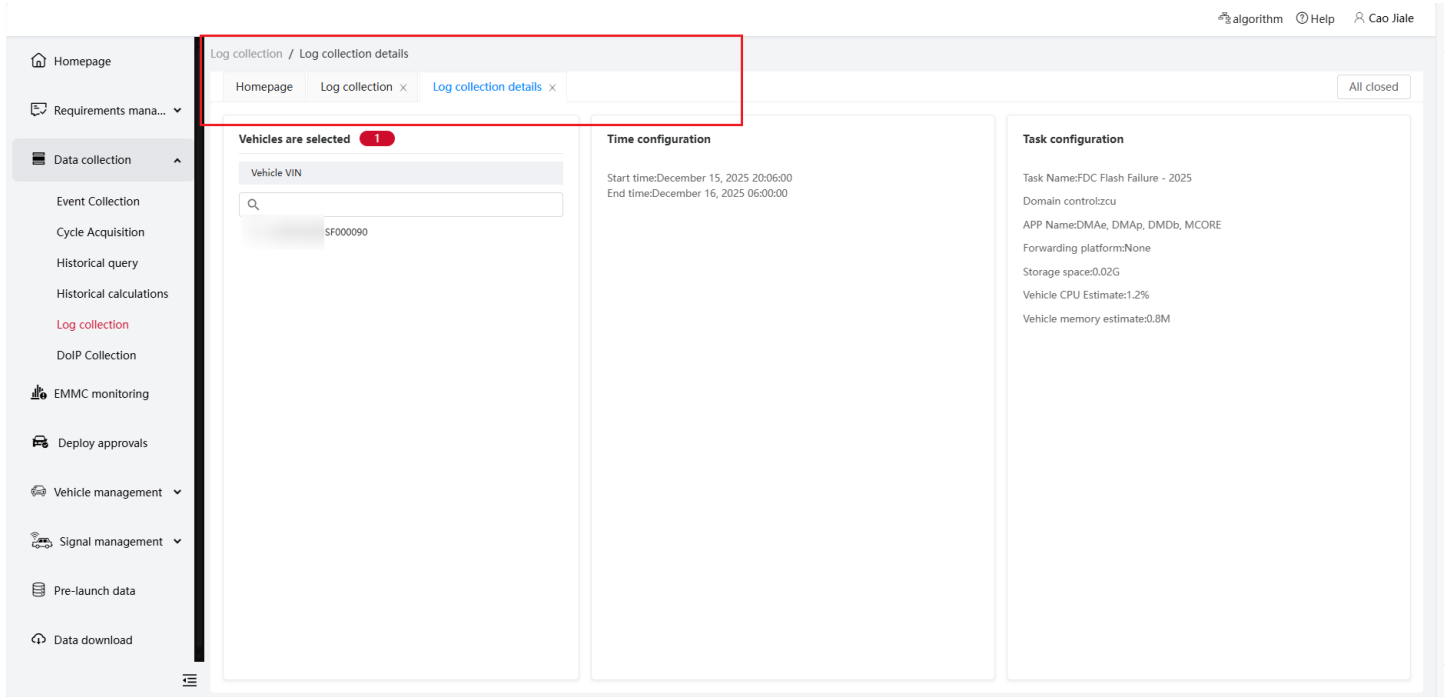 algorithm Help Cao Jiale
Homepage
Requirements mana...
Data collection
Event Collection
Cycle Acquisition
Historical query
Historical calculations
Log collection
DoIP Collection
EMMC monitoring
Deploy approvals
Vehicle management
Signal management
Pre-launch data
Data download
Log collection / Log collection details
Homepage Log collection × Log collection details ×
All closed
Vehicles are selected 1
Vehicle VIN
SF000090
Time configuration
Start time:December 15, 2025 20:06:00
End time:December 16, 2025 06:00:00
Task configuration
Task Name:FDC Flash Failure - 2025
Domain control:zcu
APP Name:DMAe, DMAp, DMDb, MCORE
Forwarding platform:None
Storage space:0.02G
Vehicle CPU Estimate:1.2%
Vehicle memory estimate:0.8M